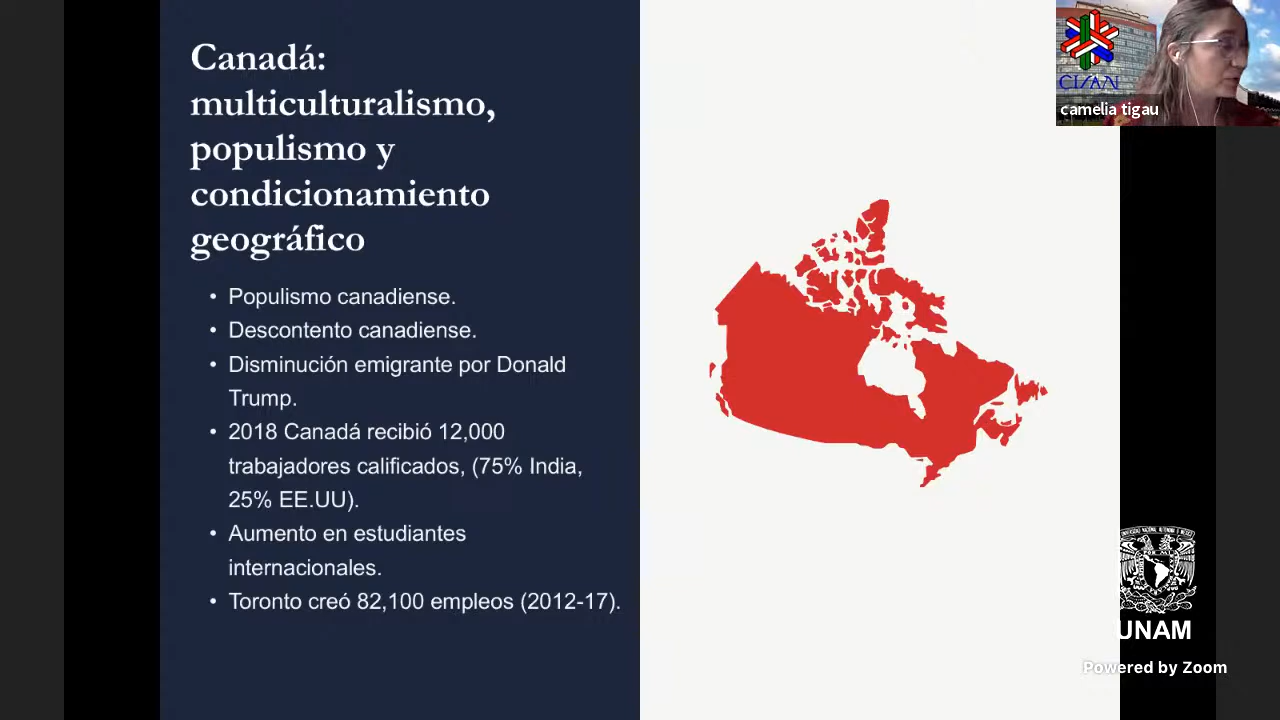 Canadá:
multiculturalismo,
populismo y
condicionamiento
geográfico
• Populismo canadiense.
• Descontento canadiense.
• Disminución emigrante por Donald
Trump.
• 2018 Canadá recibió 12,000
trabajadores calificados, (75% India,
25% EE.UU).
• Aumento en estudiantes
internacionales.
• Toronto creó 82,100 empleos (2012-17).
CISAN
camelia tigau
UNAM
Powered by Zoom